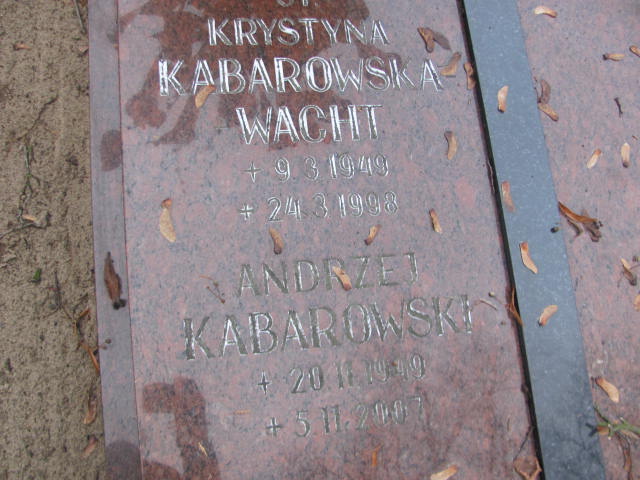 KRYSTYNA
KABAROWSKA
-WACHT
+ 9.3.1949
+ 24.3.1998
ANDRZEJ
KABAROWSKI
+ 20.11.1949
+ 5.11.2007